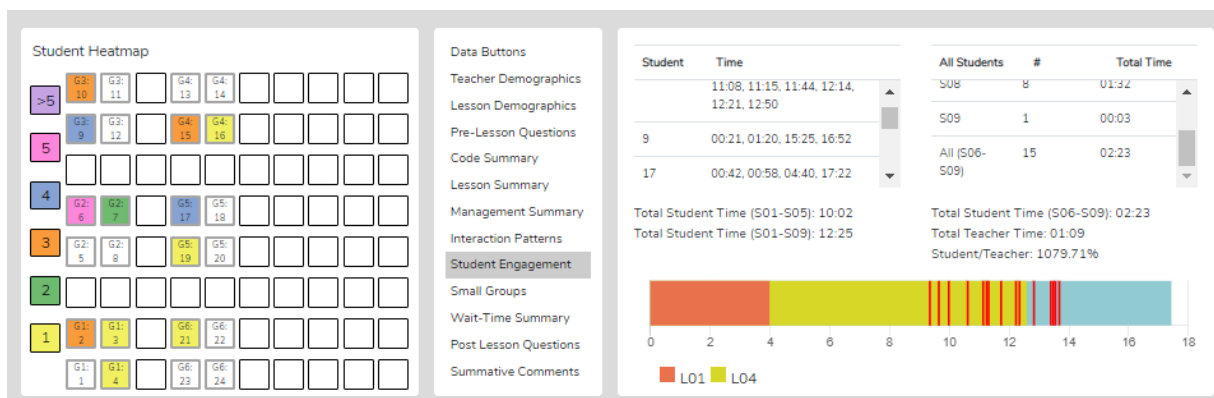 Student Heatmap
>5
5
4
3
2
1
G3: 10
G3: 11
G4: 13
G4: 14
G3: 9
G3: 12
G4: 15
G4: 16
G2: 6
G2: 7
G5: 17
G5: 18
G2: 5
G2: 8
G5: 19
G5: 20
G1: 2
G1: 3
G6: 21
G6: 22
G1: 1
G1: 4
G6: 23
G6: 24
Data Buttons
Teacher Demographics
Lesson Demographics
Pre-Lesson Questions
Code Summary
Lesson Summary
Management Summary
Interaction Patterns
Student Engagement
Small Groups
Wait-Time Summary
Post Lesson Questions
Summative Comments
Student Time
11:08, 11:15, 11:44, 12:14,
12:21, 12:50
9 00:21, 01:20, 15:25, 16:52
17 00:42, 00:58, 04:40, 17:22
Total Student Time (S01-S05): 10:02
Total Student Time (S01-S09): 12:25
All Students # Total Time
S08 8 01:32
S09 1 00:03
All (S06-
S09) 15 02:23
Total Student Time (S06-S09): 02:23
Total Teacher Time: 01:09
Student/Teacher: 1079.71%
0 2 4 6 8 10 12 14 16 18
L01 L04